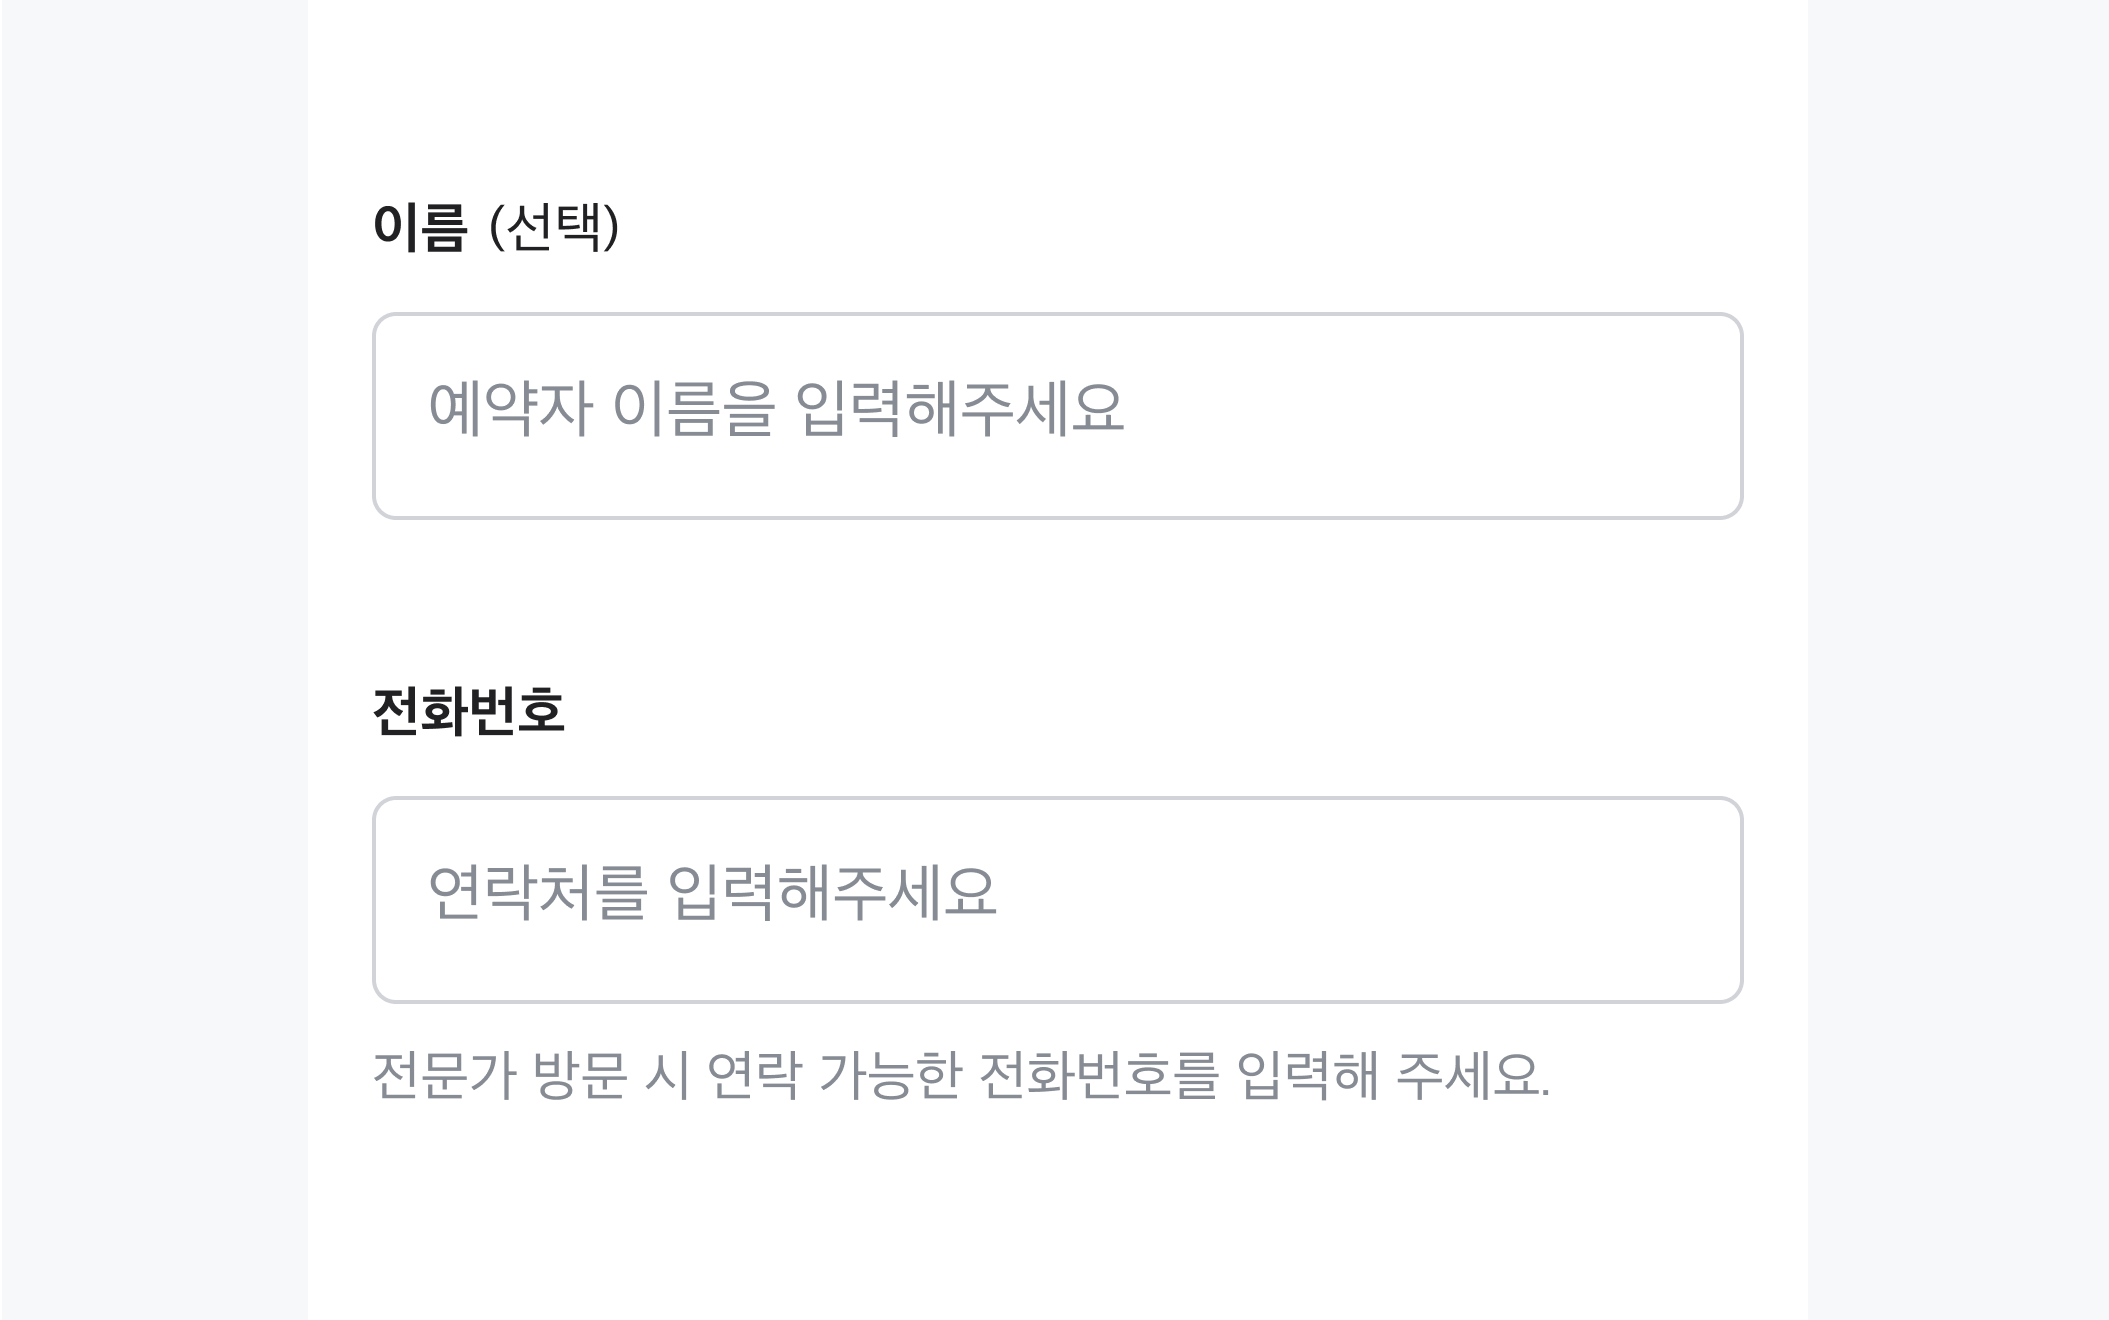 이름 (선택)
예약자 이름을 입력해주세요
전화번호
연락처를 입력해주세요
전문가 방문 시 연락 가능한 전화번호를 입력해 주세요.